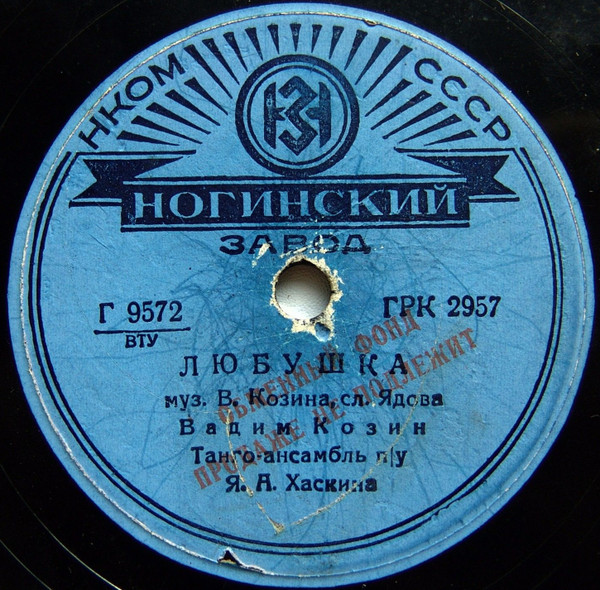 НКОМ СССР
НЗ
НОГИНСКИЙ
ЗАВОД
Г 9572 ГРК 2957
ВТУ
ЛЮБУШКА
муз. В. Козина, сл. Ядова
Вадим Козин
Танго-ансамбль п/у
Я. А. Хаскина
ОБМЕННЫЙ ФОНД
ПРОДАЖЕ НЕ ПОДЛЕЖИТ